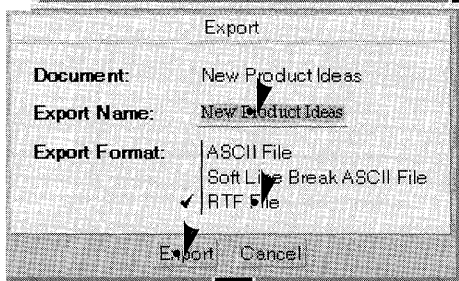 Export
Document: New Product Ideas
Export Name: New Product Ideas
Export Format: ASCII File
Soft Line Break ASCII File
✓ RTF File
Export Cancel